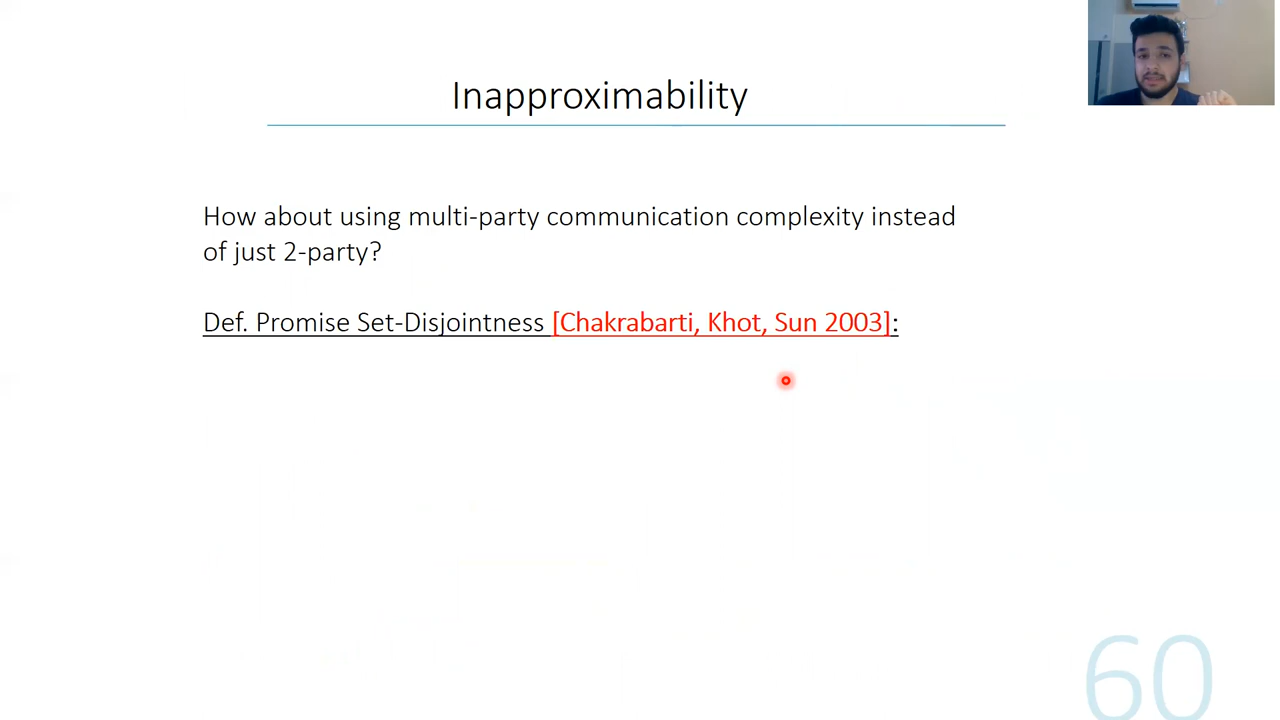 Inapproximability
How about using multi-party communication complexity instead
of just 2-party?
Def. Promise Set-Disjointness [Chakrabarti, Khot, Sun 2003]:
60